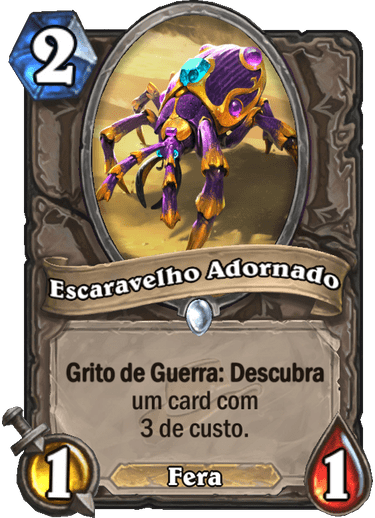 2
Escaravelho Adornado
Grito de Guerra: Descubra
um card com
3 de custo.
1
Fera
1